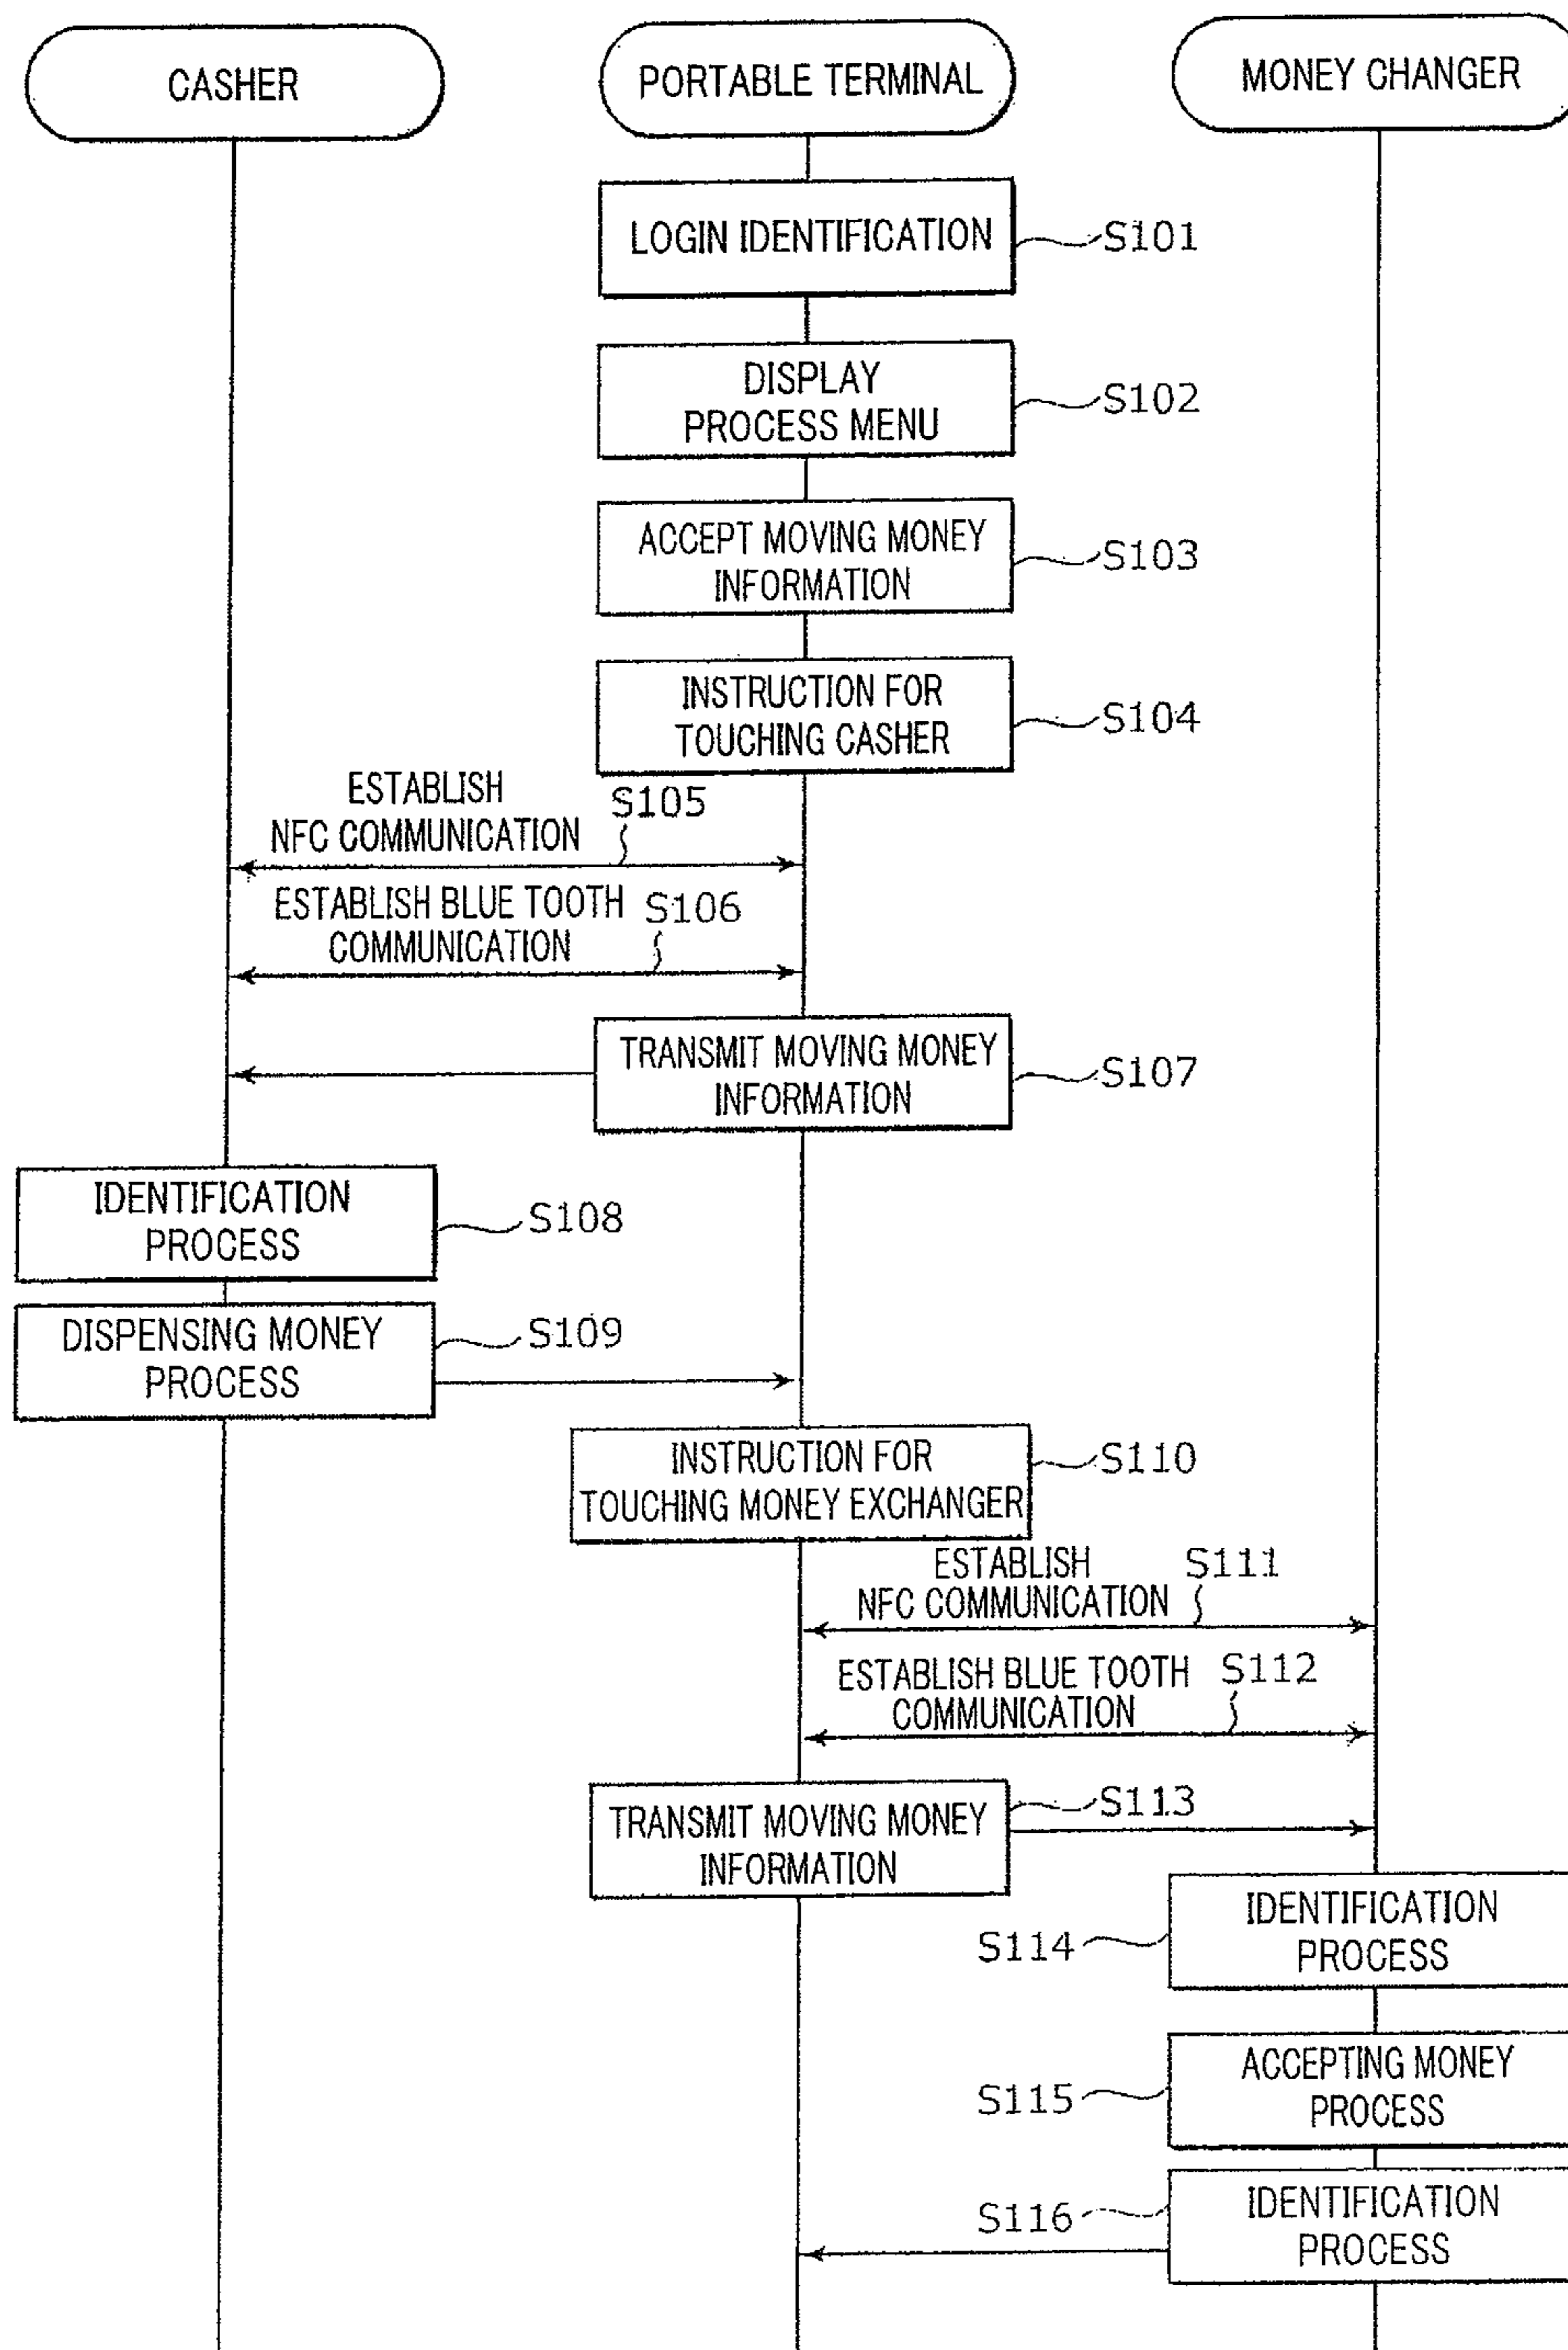 CASHER
PORTABLE TERMINAL
MONEY CHANGER
LOGIN IDENTIFICATION
S101
DISPLAY
PROCESS MENU
S102
ACCEPT MOVING MONEY
INFORMATION
S103
INSTRUCTION FOR
TOUCHING CASHER
S104
ESTABLISH
NFC COMMUNICATION
S105
ESTABLISH BLUE TOOTH
COMMUNICATION
S106
TRANSMIT MOVING MONEY
INFORMATION
S107
IDENTIFICATION
PROCESS
S108
DISPENSING MONEY
PROCESS
S109
INSTRUCTION FOR
TOUCHING MONEY EXCHANGER
S110
ESTABLISH
NFC COMMUNICATION
S111
ESTABLISH BLUE TOOTH
COMMUNICATION
S112
TRANSMIT MOVING MONEY
INFORMATION
S113
IDENTIFICATION
PROCESS
S114
ACCEPTING MONEY
PROCESS
S115
IDENTIFICATION
PROCESS
S116